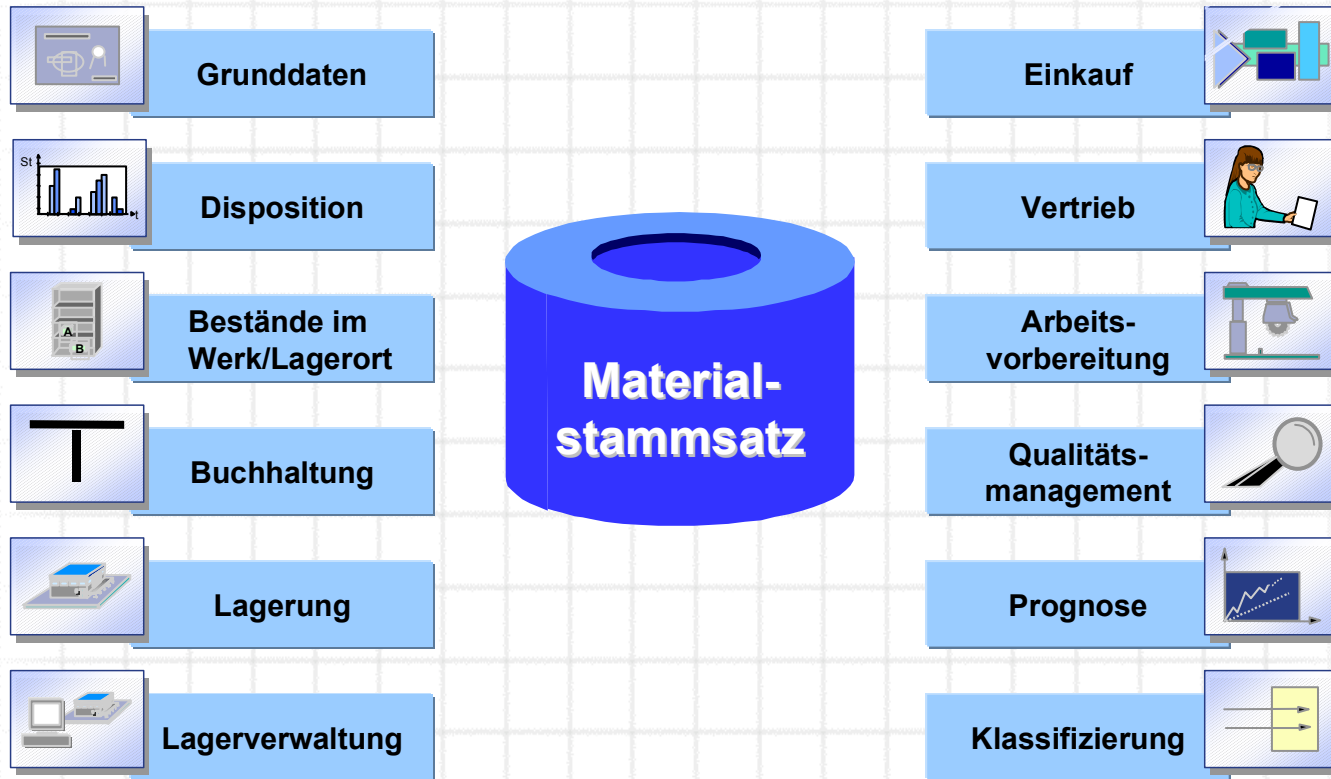 Grunddaten
St
t
Disposition
A
B
Bestände im
Werk/Lagerort
Buchhaltung
Lagerung
Lagerverwaltung
Material-
stammsatz
Einkauf
Vertrieb
Arbeits-
vorbereitung
Qualitäts-
management
Prognose
Klassifizierung